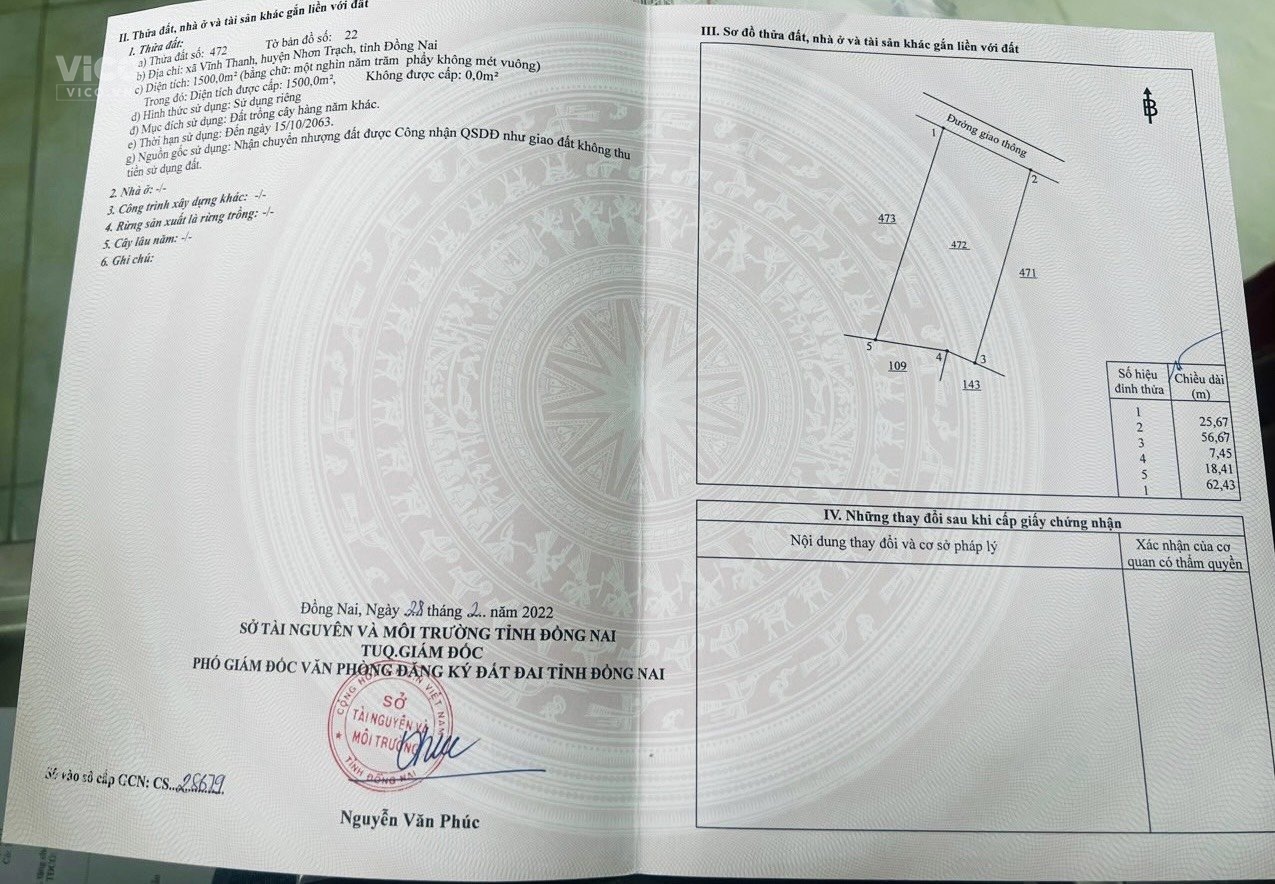 II. Thửa đất, nhà ở và tài sản khác gắn liền với đất
1. Thửa đất:
a) Thửa đất số: 472 Tờ bản đồ số: 22
b) Địa chỉ: xã Vĩnh Thanh, huyện Nhơn Trạch, tỉnh Đồng Nai
c) Diện tích: 1500,0m² (bằng chữ: một nghìn năm trăm phẩy không mét vuông)
Trong đó: Diện tích được cấp: 1500,0m², Không được cấp: 0,0m²
d) Hình thức sử dụng: Sử dụng riêng
đ) Mục đích sử dụng: Đất trồng cây hàng năm khác.
e) Thời hạn sử dụng: Đến ngày 15/10/2063.
g) Nguồn gốc sử dụng: Nhận chuyển nhượng đất được Công nhận QSDĐ như giao đất không thu
tiền sử dụng đất.
2. Nhà ở: -/-
3. Công trình xây dựng khác: -/-
4. Rừng sản xuất là rừng trồng: -/-
5. Cây lâu năm: -/-
6. Ghi chú:
Đồng Nai, Ngày 28 tháng 2.. năm 2022
SỞ TÀI NGUYÊN VÀ MÔI TRƯỜNG TỈNH ĐỒNG NAI
TUQ.GIÁM ĐỐC
PHÓ GIÁM ĐỐC VĂN PHÒNG ĐĂNG KÝ ĐẤT ĐAI TỈNH ĐỒNG NAI
SỞ
TÀI NGUYÊN VÀ
MÔI TRƯỜNG
TỈNH ĐỒNG NAI
Nguyễn Văn Phúc
Số vào sổ cấp GCN: CS..28679
III. Sơ đồ thửa đất, nhà ở và tài sản khác gắn liền với đất
B
Đường giao thông
1
2
473
472
471
5
4
3
109
143
Số hiệu đỉnh thửa Chiều dài (m)
1
25,67
2
56,67
3
7,45
4
18,41
5
62,43
1
IV. Những thay đổi sau khi cấp giấy chứng nhận
Nội dung thay đổi và cơ sở pháp lý
Xác nhận của cơ
quan có thẩm quyền